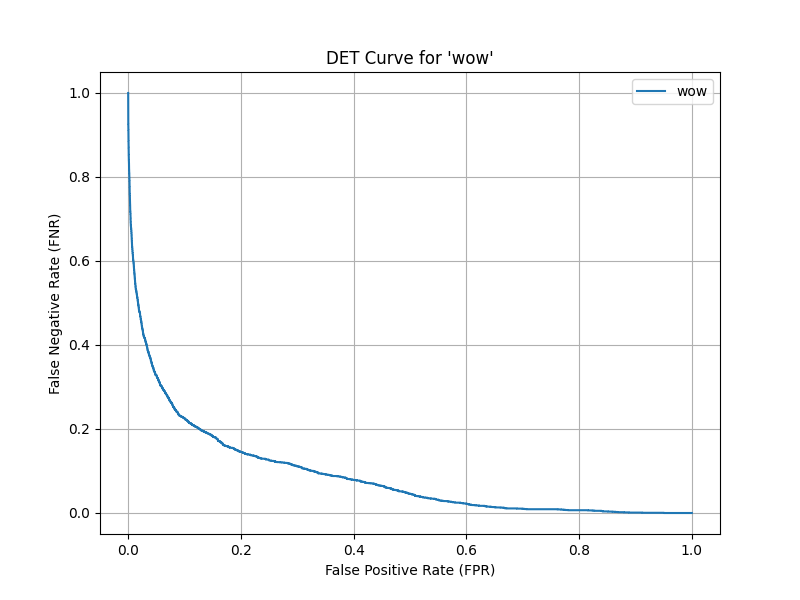 DET Curve for 'wow'
wow
1.0
0.8
0.6
0.4
0.2
0.0
False Negative Rate (FNR)
0.0 0.2 0.4 0.6 0.8 1.0
False Positive Rate (FPR)